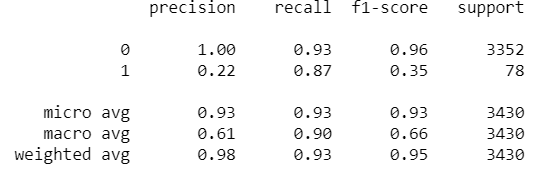 precision recall f1-score support
0 1.00 0.93 0.96 3352
1 0.22 0.87 0.35 78
micro avg 0.93 0.93 0.93 3430
macro avg 0.61 0.90 0.66 3430
weighted avg 0.98 0.93 0.95 3430